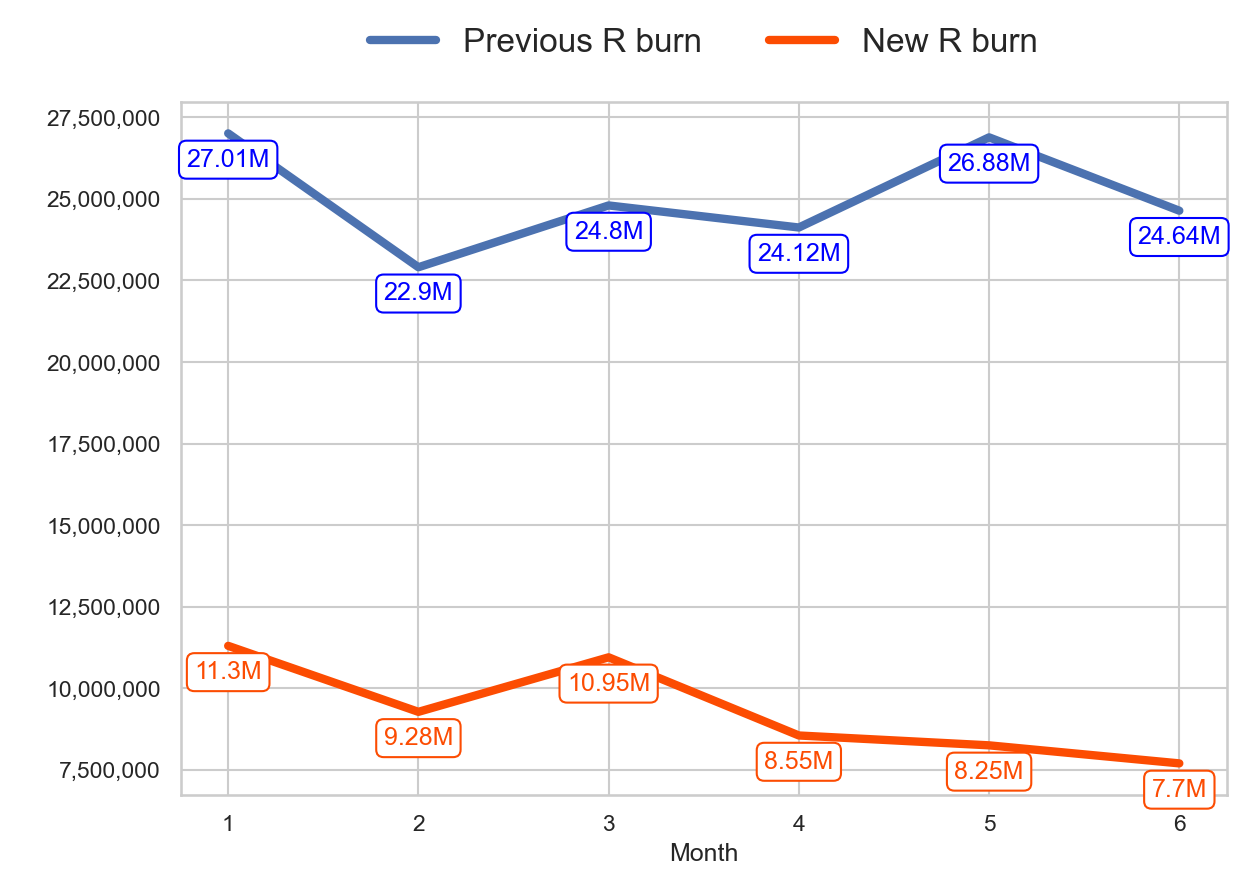 Previous R burn New R burn
27,500,000
27.01M
26.88M
25,000,000
24.8M
24.12M
24.64M
22,500,000
22.9M
20,000,000
17,500,000
15,000,000
12,500,000
11.3M
10.95M
10,000,000
9.28M
8.55M
8.25M
7.7M
7,500,000
1 2 3 4 5 6
Month